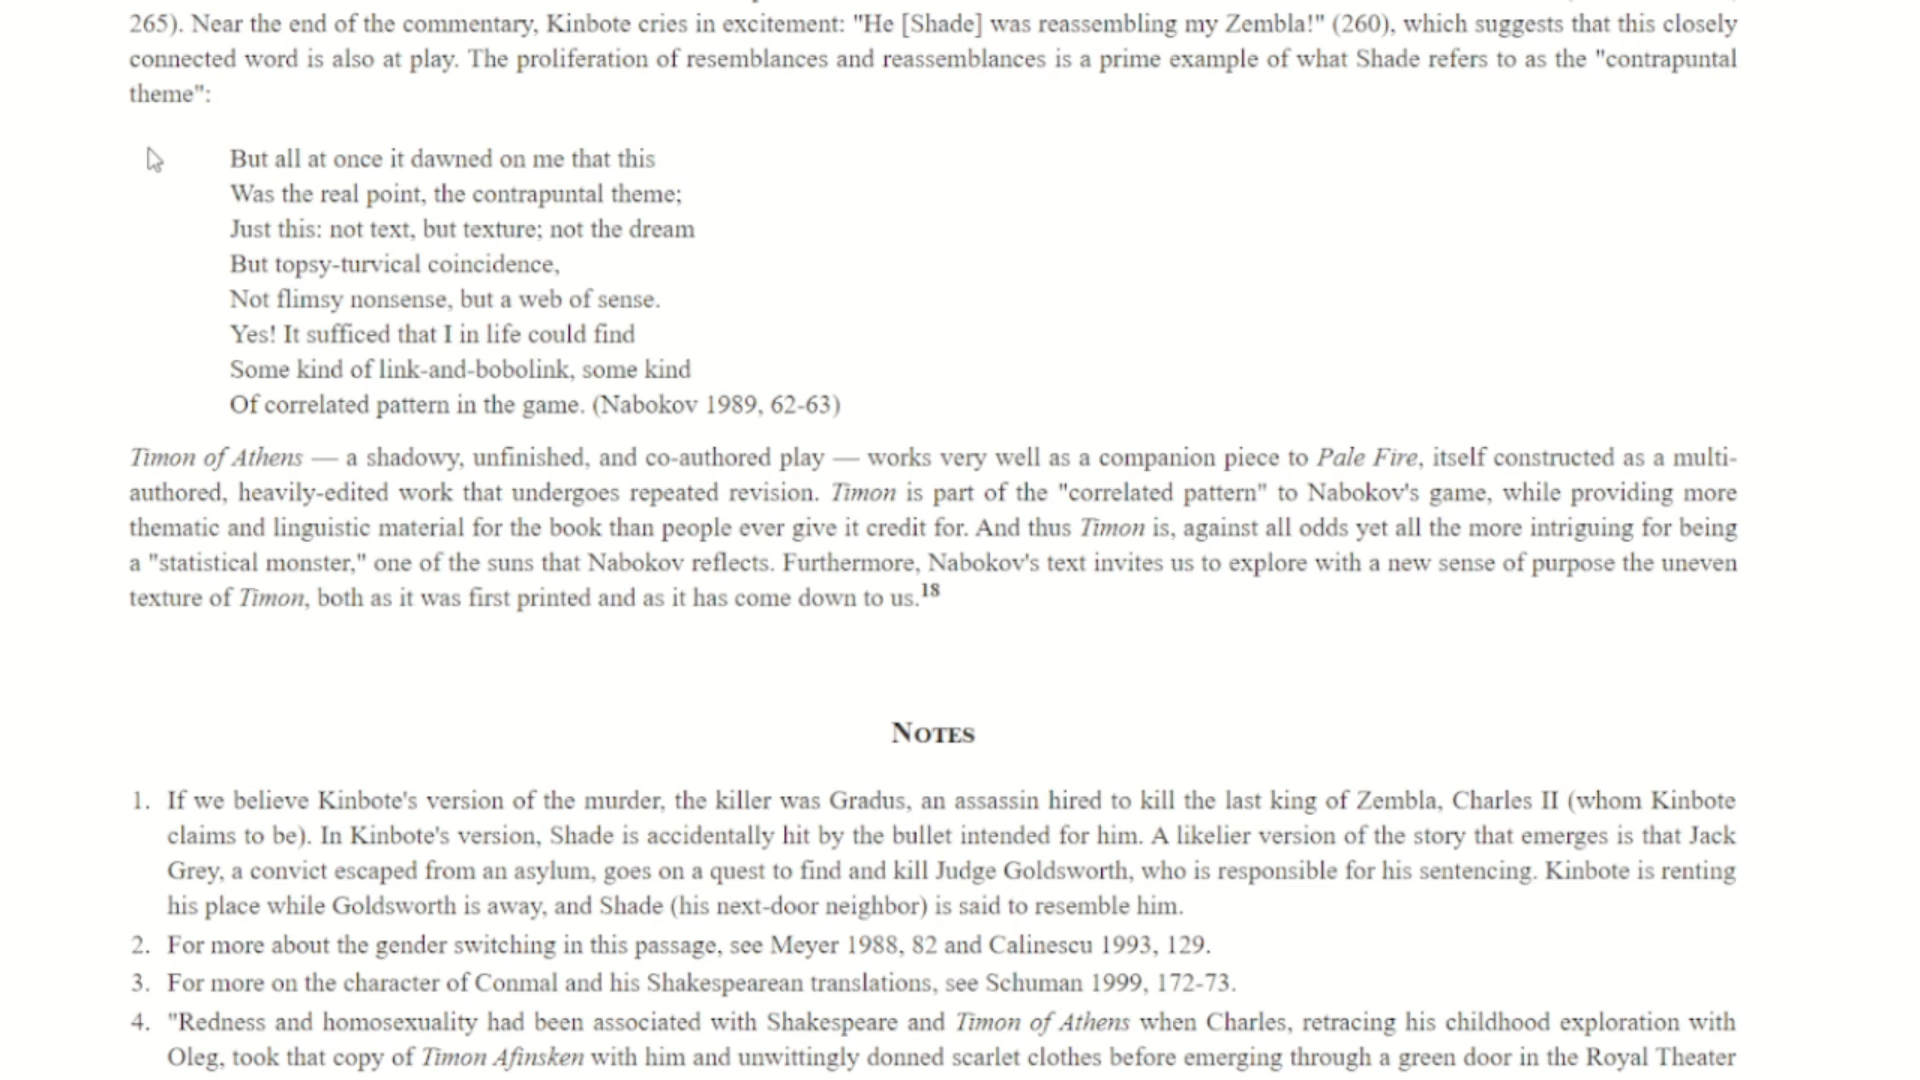 265). Near the end of the commentary, Kinbote cries in excitement: "He [Shade] was reassembling my Zembla!" (260), which suggests that this closely
connected word is also at play. The proliferation of resemblances and reassemblances is a prime example of what Shade refers to as the "contrapuntal
theme":
But all at once it dawned on me that this
Was the real point, the contrapuntal theme;
Just this: not text, but texture; not the dream
But topsy-turvical coincidence,
Not flimsy nonsense, but a web of sense.
Yes! It sufficed that I in life could find
Some kind of link-and-bobolink, some kind
Of correlated pattern in the game. (Nabokov 1989, 62-63)
Timon of Athens — a shadowy, unfinished, and co-authored play — works very well as a companion piece to Pale Fire, itself constructed as a multi-
authored, heavily-edited work that undergoes repeated revision. Timon is part of the "correlated pattern" to Nabokov's game, while providing more
thematic and linguistic material for the book than people ever give it credit for. And thus Timon is, against all odds yet all the more intriguing for being
a "statistical monster," one of the suns that Nabokov reflects. Furthermore, Nabokov's text invites us to explore with a new sense of purpose the uneven
texture of Timon, both as it was first printed and as it has come down to us.18
NOTES
1. If we believe Kinbote's version of the murder, the killer was Gradus, an assassin hired to kill the last king of Zembla, Charles II (whom Kinbote
claims to be). In Kinbote's version, Shade is accidentally hit by the bullet intended for him. A likelier version of the story that emerges is that Jack
Grey, a convict escaped from an asylum, goes on a quest to find and kill Judge Goldsworth, who is responsible for his sentencing. Kinbote is renting
his place while Goldsworth is away, and Shade (his next-door neighbor) is said to resemble him.
2. For more about the gender switching in this passage, see Meyer 1988, 82 and Calinescu 1993, 129.
3. For more on the character of Conmal and his Shakespearean translations, see Schuman 1999, 172-73.
4. "Redness and homosexuality had been associated with Shakespeare and Timon of Athens when Charles, retracing his childhood exploration with
Oleg, took that copy of Timon Afinsken with him and unwittingly donned scarlet clothes before emerging through a green door in the Royal Theater